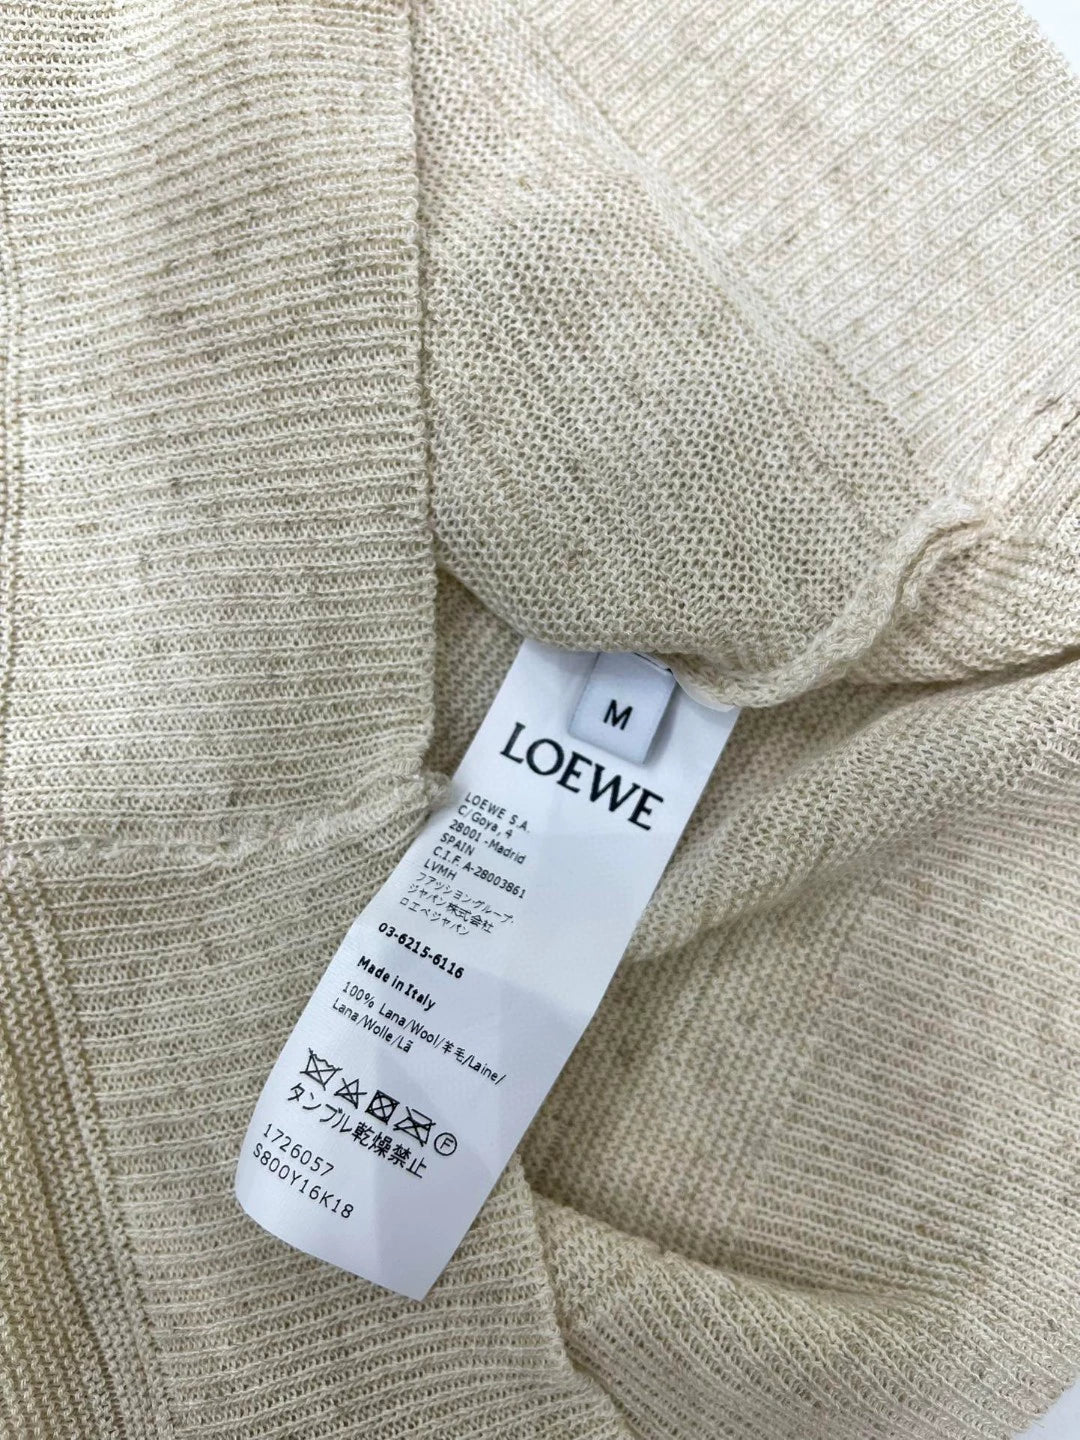 M
LOEWE
LOEWE S.A.
C/Goya, 4
28001 -Madrid
SPAIN
C.I.F. A-28003861
LVMH
ファッショングループ・
ジャパン株式会社
ロエベジャパン
03-6215-6116
Made in Italy
100% Lana/Wool/羊毛/Laine/
Lana/Wolle/Lã
F
タンブル乾燥禁止
1726057
S800Y16K18